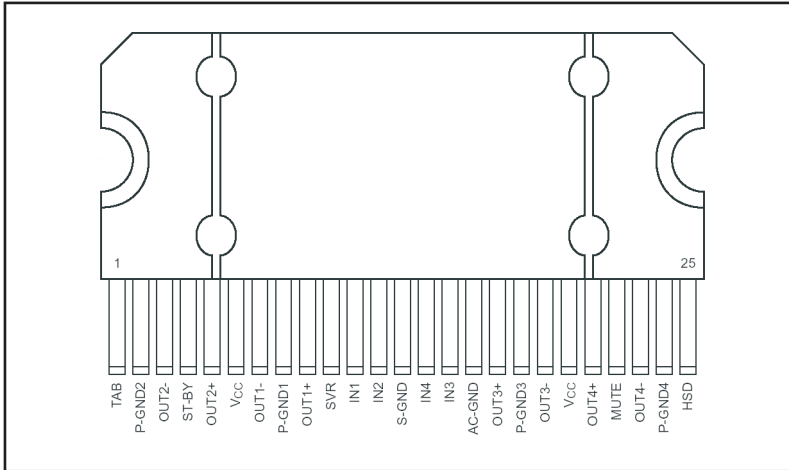 1
25
TAB
P-GND2
OUT2-
ST-BY
OUT2+
VCC
OUT1-
P-GND1
OUT1+
SVR
IN1
IN2
S-GND
IN4
IN3
AC-GND
OUT3+
P-GND3
OUT3-
VCC
OUT4+
MUTE
OUT4-
P-GND4
HSD